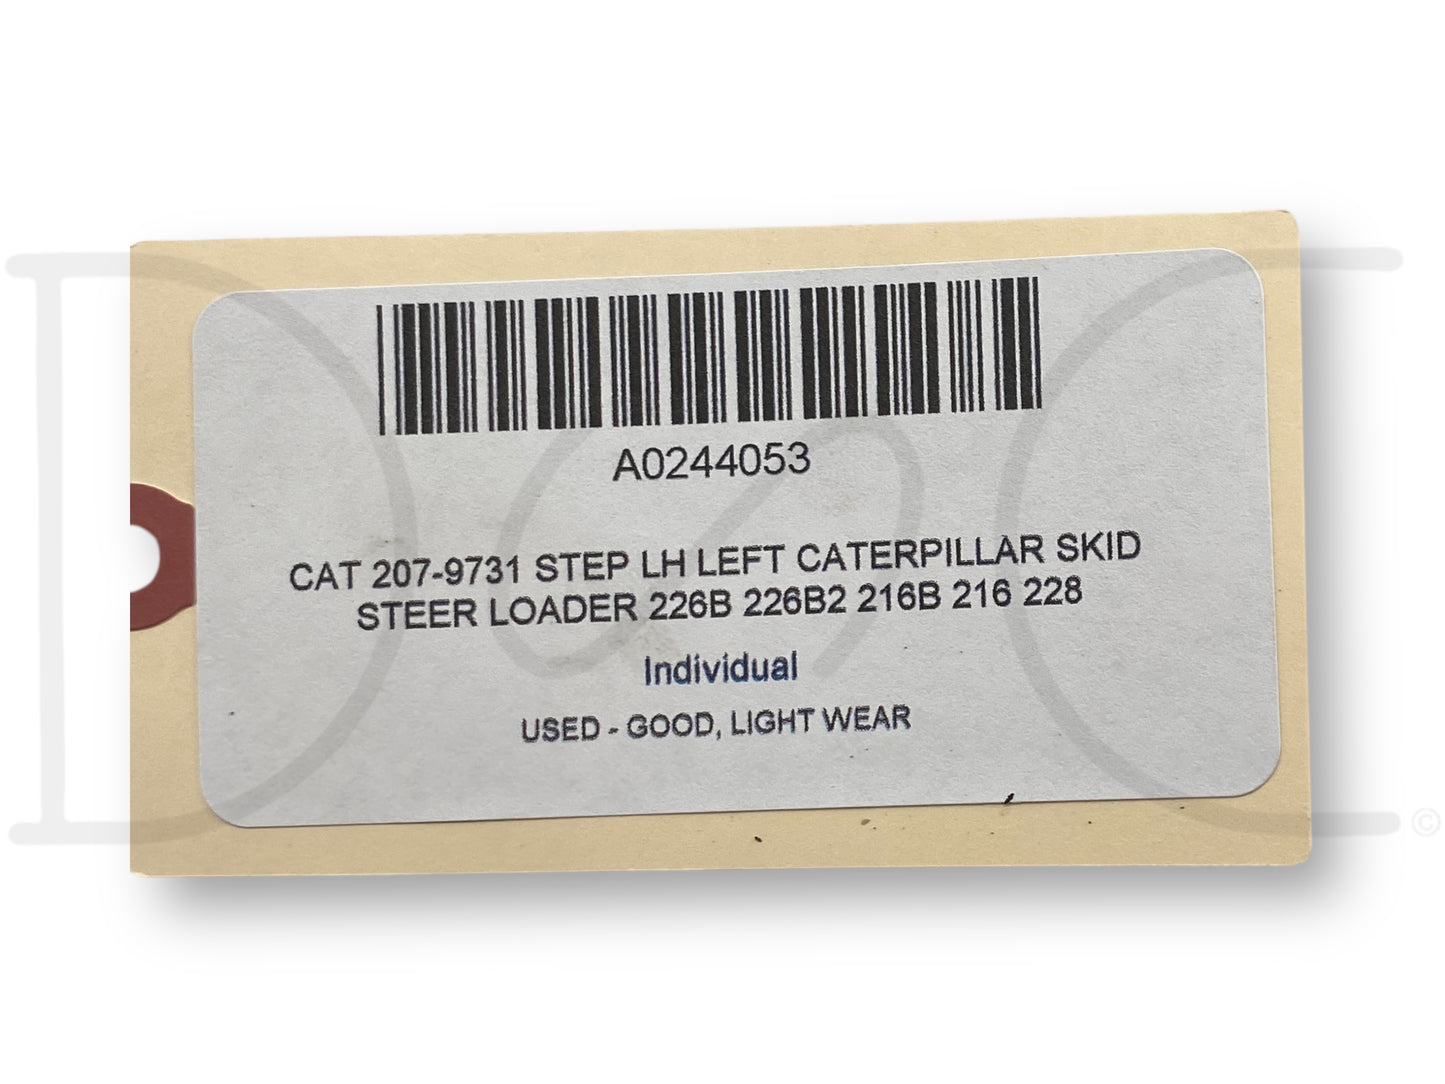 A0244053
CAT 207-9731 STEP LH LEFT CATERPILLAR SKID
STEER LOADER 226B 226B2 216B 216 228
Individual
USED - GOOD, LIGHT WEAR
©